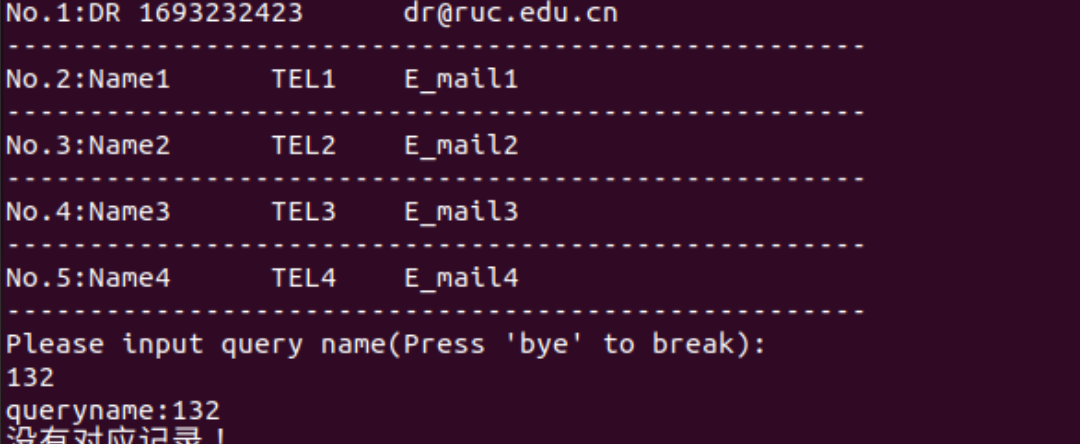 No.1:DR 1693232423 dr@ruc.edu.cn
----------------------------------------------------
No.2:Name1 TEL1 E_mail1
----------------------------------------------------
No.3:Name2 TEL2 E_mail2
----------------------------------------------------
No.4:Name3 TEL3 E_mail3
----------------------------------------------------
No.5:Name4 TEL4 E_mail4
----------------------------------------------------
Please input query name(Press 'bye' to break):
132
queryname:132
没有对应记录！